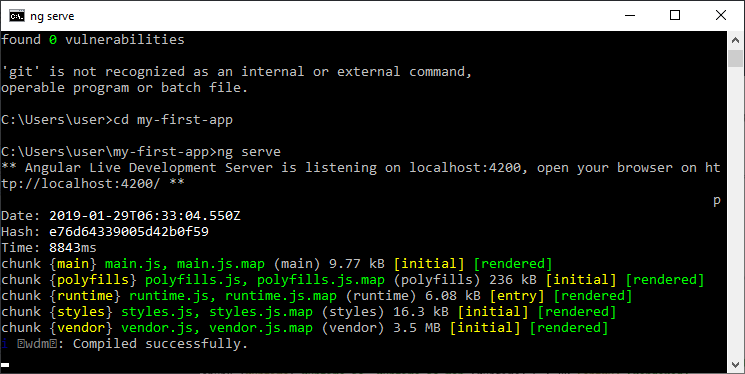 C:\. ng serve
found 0 vulnerabilities
'git' is not recognized as an internal or external command,
operable program or batch file.
C:\Users\user>cd my-first-app
C:\Users\user\my-first-app>ng serve
** Angular Live Development Server is listening on localhost:4200, open your browser on ht
tp://localhost:4200/ **
p
Date: 2019-01-29T06:33:04.550Z
Hash: e76d64339005d42b0f59
Time: 8843ms
chunk {main} main.js, main.js.map (main) 9.77 kB [initial] [rendered]
chunk {polyfills} polyfills.js, polyfills.js.map (polyfills) 236 kB [initial] [rendered]
chunk {runtime} runtime.js, runtime.js.map (runtime) 6.08 kB [entry] [rendered]
chunk {styles} styles.js, styles.js.map (styles) 16.3 kB [initial] [rendered]
chunk {vendor} vendor.js, vendor.js.map (vendor) 3.5 MB [initial] [rendered]
wdm: Compiled successfully.